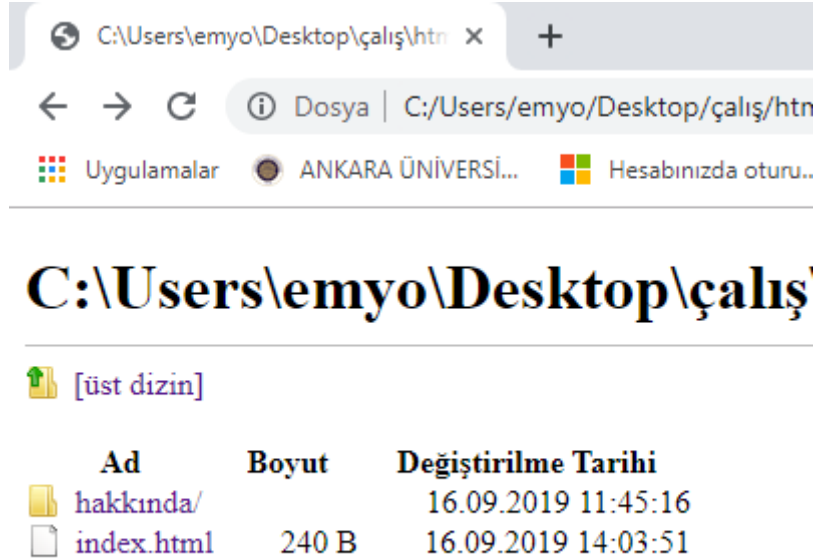 C:\Users\emyo\Desktop\çalış\htm
Dosya | C:/Users/emyo/Desktop/çalış/htm
Uygulamalar ANKARA ÜNİVERSİ... Hesabınızda oturu...
C:\Users\emyo\Desktop\çalış\
[üst dizin]
Ad Boyut Değiştirilme Tarihi
hakkında/ 16.09.2019 11:45:16
index.html 240 B 16.09.2019 14:03:51